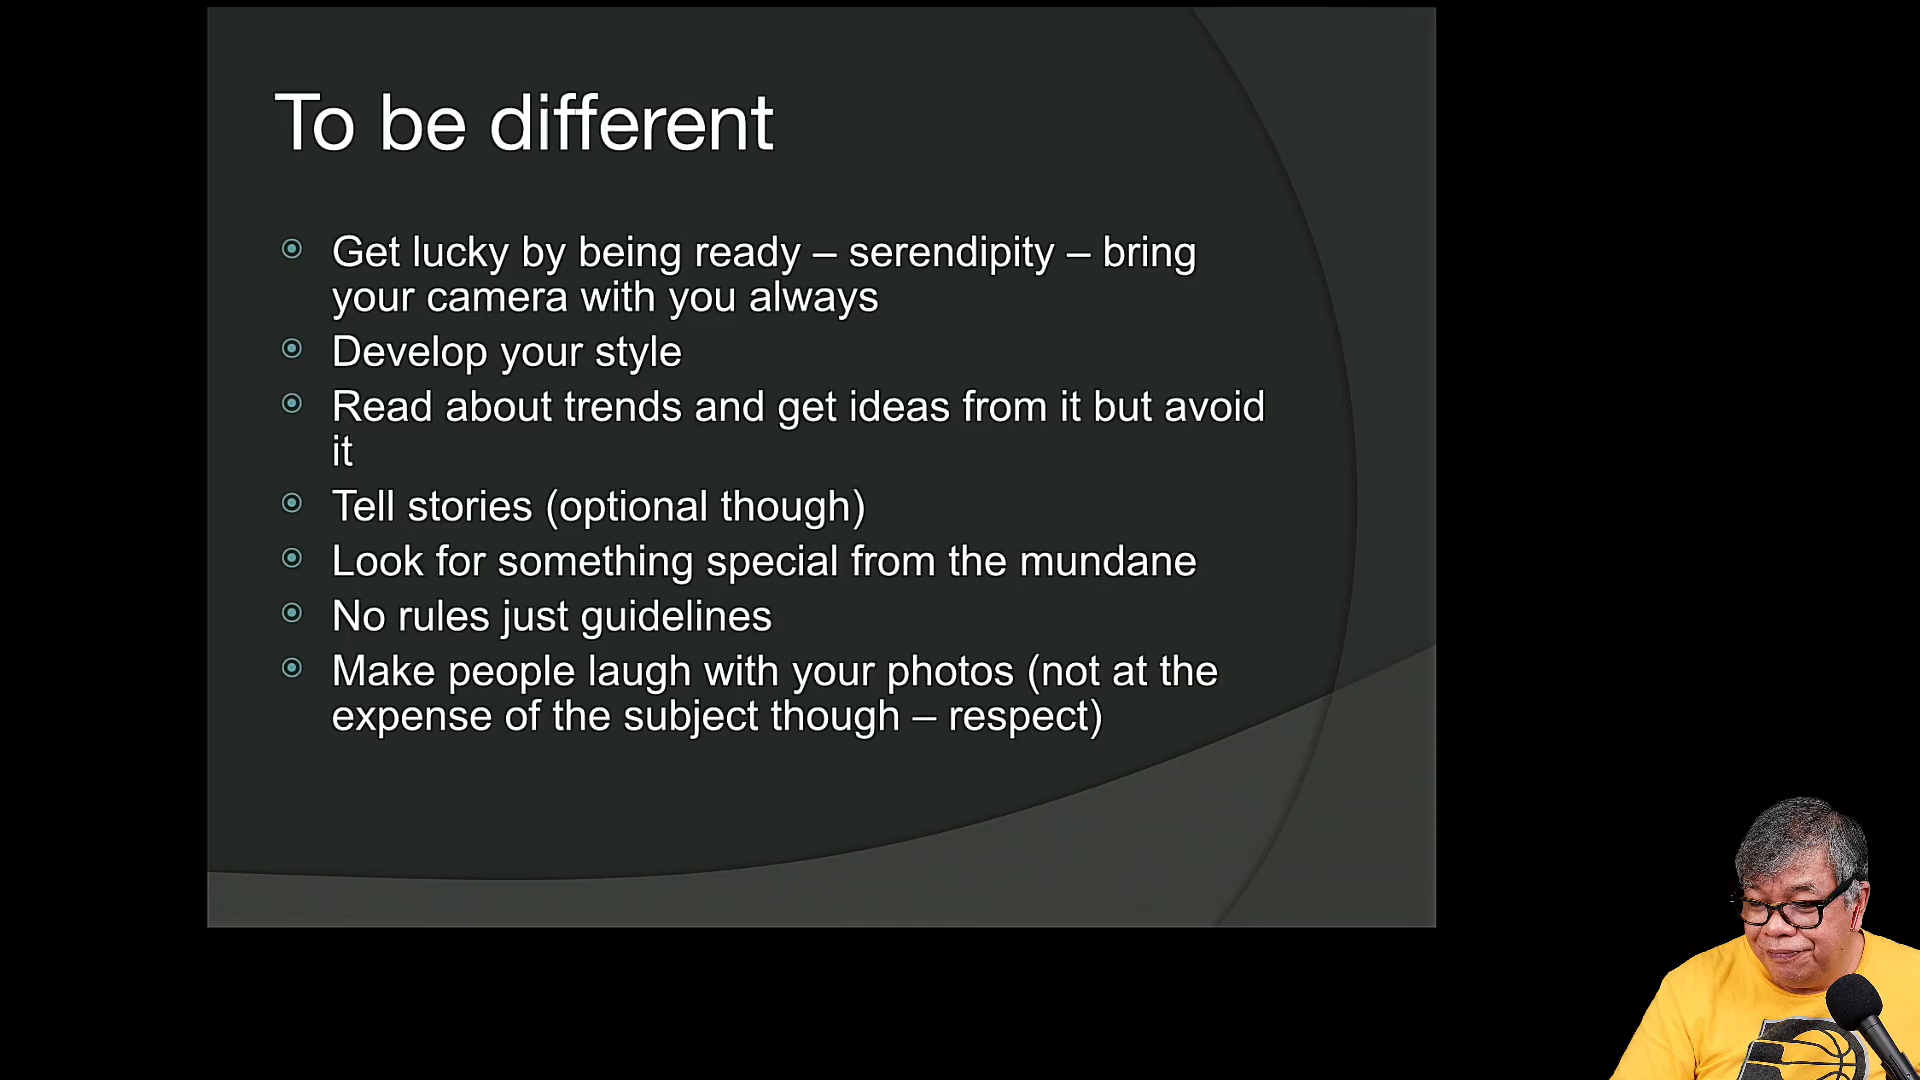 To be different
Get lucky by being ready – serendipity – bring
your camera with you always
Develop your style
Read about trends and get ideas from it but avoid
it
Tell stories (optional though)
Look for something special from the mundane
No rules just guidelines
Make people laugh with your photos (not at the
expense of the subject though – respect)